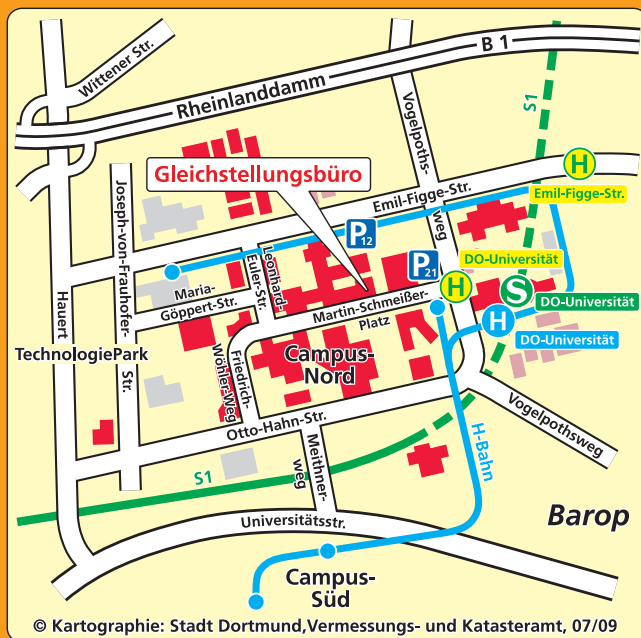 B 1
Wittener Str.
Rheinlanddamm
S1
Vogelpoths-
weg
H
Gleichstellungsbüro
Emil-Figge-Str.
Emil-Figge-Str.
Joseph-von-Frauhofer-
Str.
P12
P21
DO-Universität
H
Leonhard-
Euler-Str.
Maria-
Göppert-Str.
S
DO-Universität
Hauert
Martin-Schmeißer-
Platz
H
DO-Universität
TechnologiePark
Campus-
Nord
Friedrich-
Wöhler-Weg
Otto-Hahn-Str.
Vogelpothsweg
Meithner-
weg
H-Bahn
S1
Universitätsstr.
Barop
Campus-
Süd
© Kartographie: Stadt Dortmund,Vermessungs- und Katasteramt, 07/09